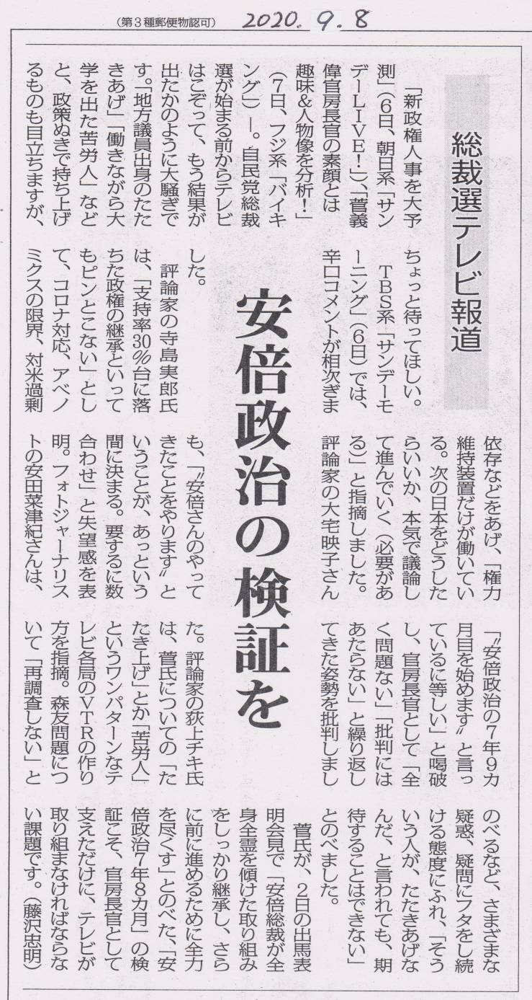 (第3種郵便物認可)
2020.9.8
総裁選テレビ報道
安倍政治の検証を
「新政権人事を大予
測」(6日、朝日系「サン
デーLIVE!」)、「菅義
偉官房長官の素顔とは
趣味&人物像を分析!」
(7日、フジ系「バイキ
ング」)―。自民党総裁
選が始まる前からテレビ
はこぞって、もう結果が
出たかのように大騒ぎで
す。「地方議員出身のたた
きあげ」「働きながら大
学を出た苦労人」など
と、政策ぬきで持ち上げ
るものも目立ちますが、
ちょっと待ってほしい。
TBS系「サンデーモ
ーニング」(6日)では、
辛口コメントが相次ぎま
した。
評論家の寺島実郎氏
は、「支持率30%台に落
ちた政権の継承といって
もピンとこない」とし
て、コロナ対応、アベノ
ミクスの限界、対米過剰
依存などをあげ、「権力
維持装置だけが働いてい
る。次の日本をどうした
らいいか、本気で議論し
て進んでいく(必要があ
る)」と指摘しました。
評論家の大宅映子さん
も、「〝安倍さんのやって
きたことをやります〟と
いうことが、あっという
間に決まる。要するに数
合わせ」と失望感を表
明。フォトジャーナリス
トの安田菜津紀さんは、
「〝安倍政治の7年9カ
月目を始めます〟と言っ
ているに等しい」と喝破
し、官房長官として「全
く問題ない」「批判には
あたらない」と繰り返し
てきた姿勢を批判しまし
た。評論家の荻上チキ氏
は、菅氏についての「た
たき上げ」とか「苦労人」
というワンパターンなテ
レビ各局のVTRの作り
方を指摘。森友問題につ
いて「再調査しない」と
のべるなど、さまざまな
疑惑、疑問にフタをし続
ける態度にふれ、「そう
いう人が、たたきあげな
んだ、と言われても、期
待することはできない」
とのべました。
菅氏が、2日の出馬表
明会見で「安倍総裁が全
身全霊を傾けた取り組み
をしっかり継承し、さら
に前に進めるために全力
を尽くす」とのべた、「安
倍政治7年8カ月」の検
証こそ、官房長官として
支えただけに、テレビが
取り組まなければならな
い課題です。(藤沢忠明)